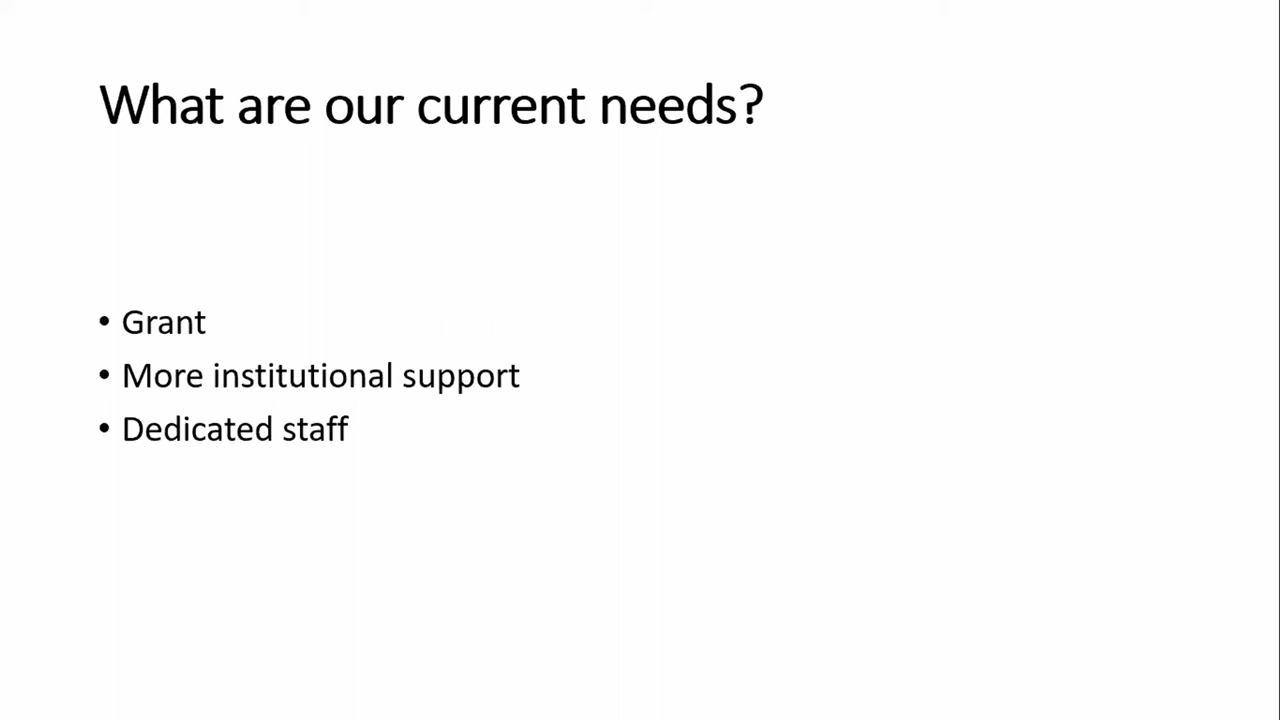 What are our current needs?
• Grant
• More institutional support
• Dedicated staff